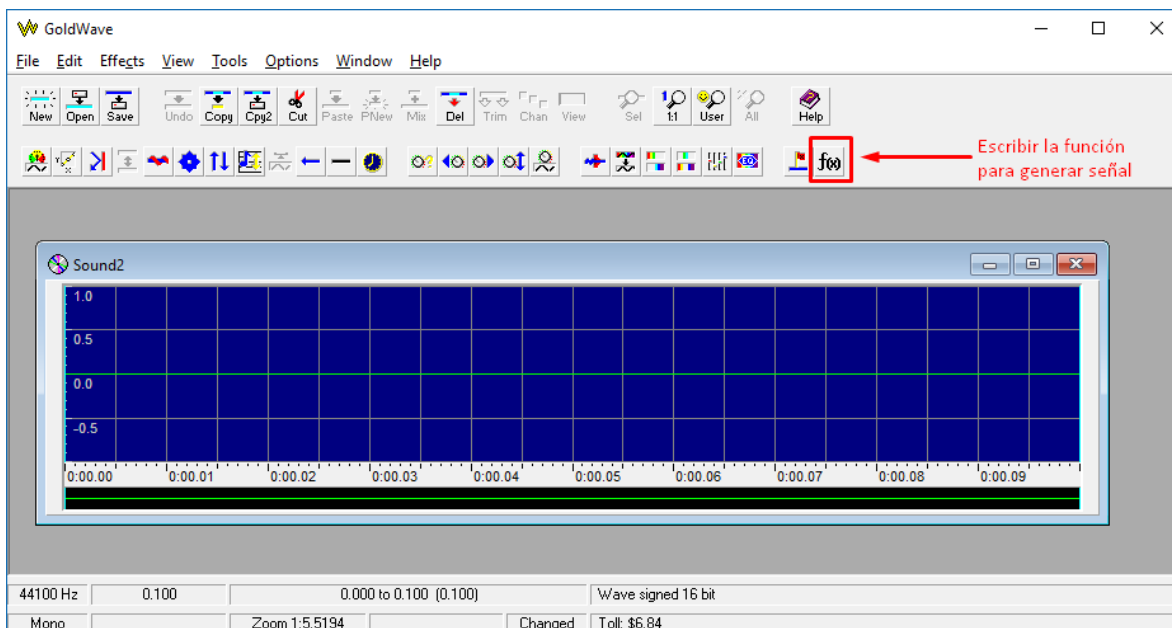 GoldWave
File Edit Effects View Tools Options Window Help
New Open Save Undo Copy Cpy2 Cut Paste PNew Mix Del Trim Chan View Sel 1:1 User All Help
f(x)
Escribir la función
para generar señal
Sound2
1.0
0.5
0.0
-0.5
0:00.00 0:00.01 0:00.02 0:00.03 0:00.04 0:00.05 0:00.06 0:00.07 0:00.08 0:00.09
44100 Hz 0.100 0.000 to 0.100 (0.100) Wave signed 16 bit
Mono Zoom 1:5.5194 Changed Toll: $6.84